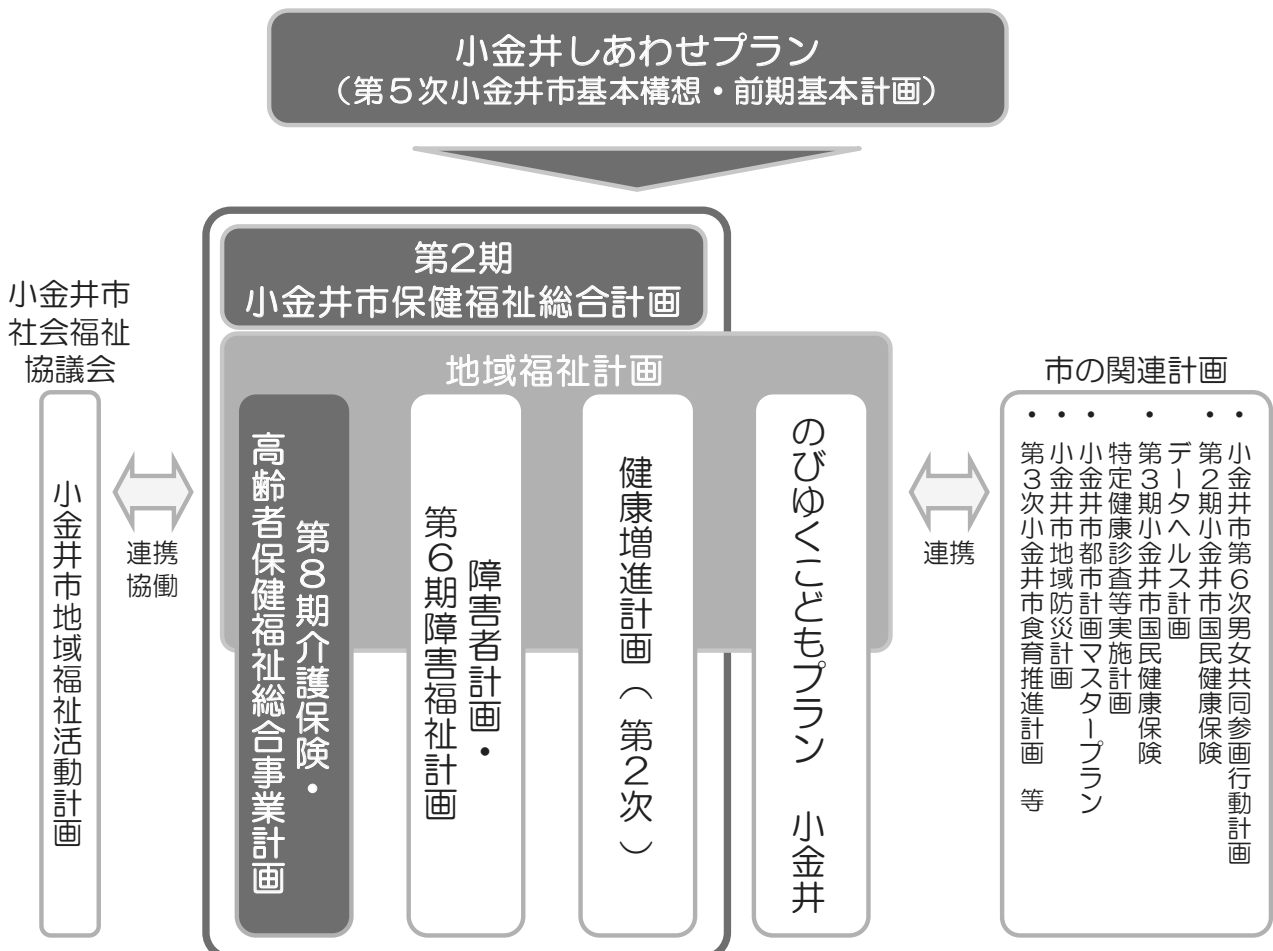 小金井しあわせプラン
（第５次小金井市基本構想・前期基本計画）
第2期
小金井市保健福祉総合計画
小金井市
社会福祉
協議会
小金井市地域福祉活動計画
連携
協働
地域福祉計画
第８期介護保険・
高齢者保健福祉総合事業計画
障害者計画・
第６期障害福祉計画
健康増進計画（第２次）
のびゆくこどもプラン　小金井
連携
市の関連計画
・小金井市第６次男女共同参画行動計画
・第２期小金井市国民健康保険
データヘルス計画
・第３期小金井市国民健康保険
特定健康診査等実施計画
・小金井市都市計画マスタープラン
・小金井市地域防災計画
・第３次小金井市食育推進計画　等